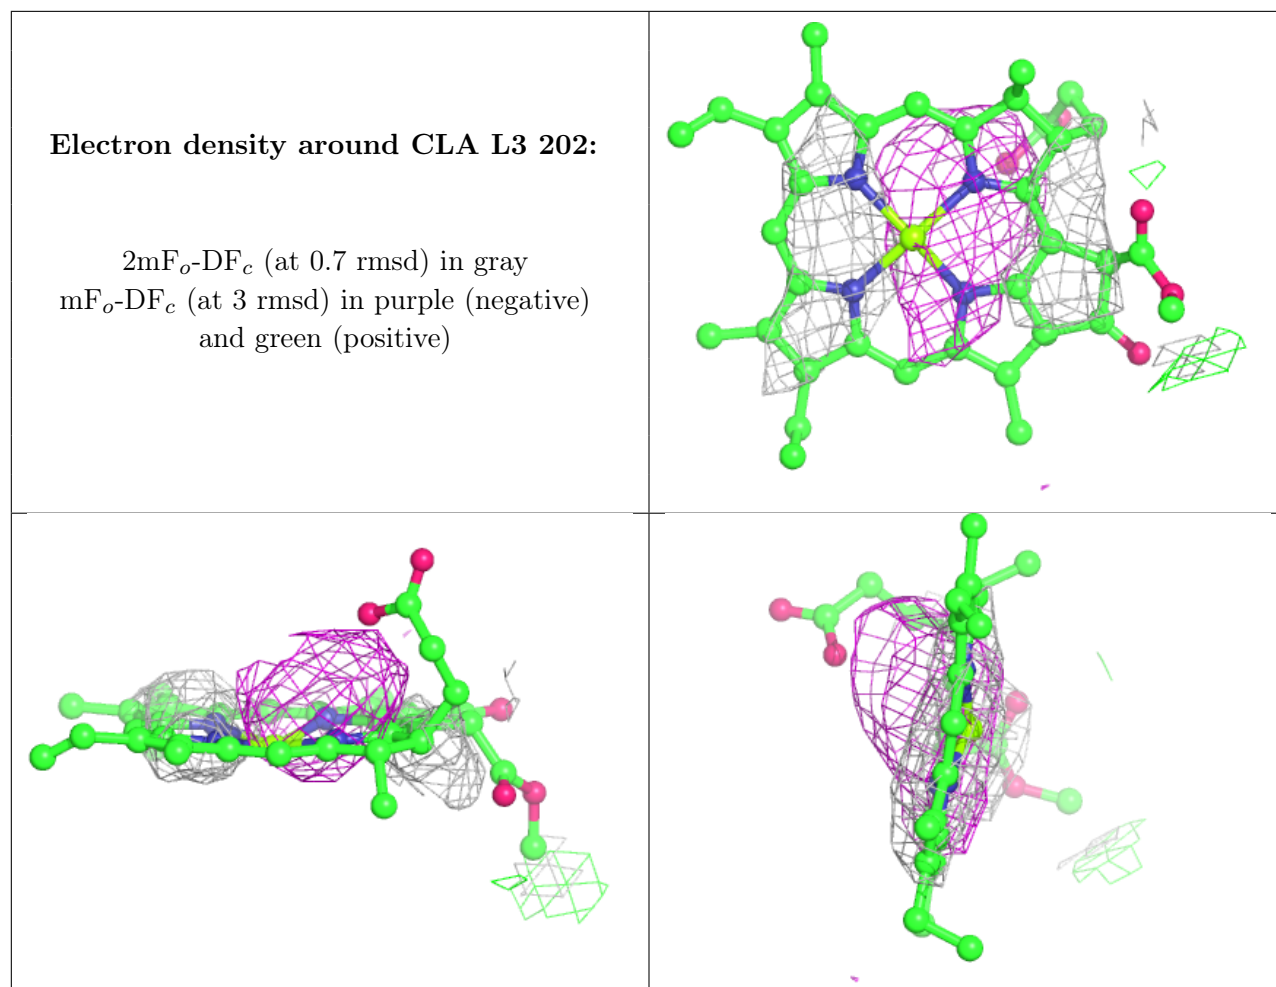 Electron density around CLA L3 202:
2mFₒ-DF𝒸 (at 0.7 rmsd) in gray
mFₒ-DF𝒸 (at 3 rmsd) in purple (negative)
and green (positive)